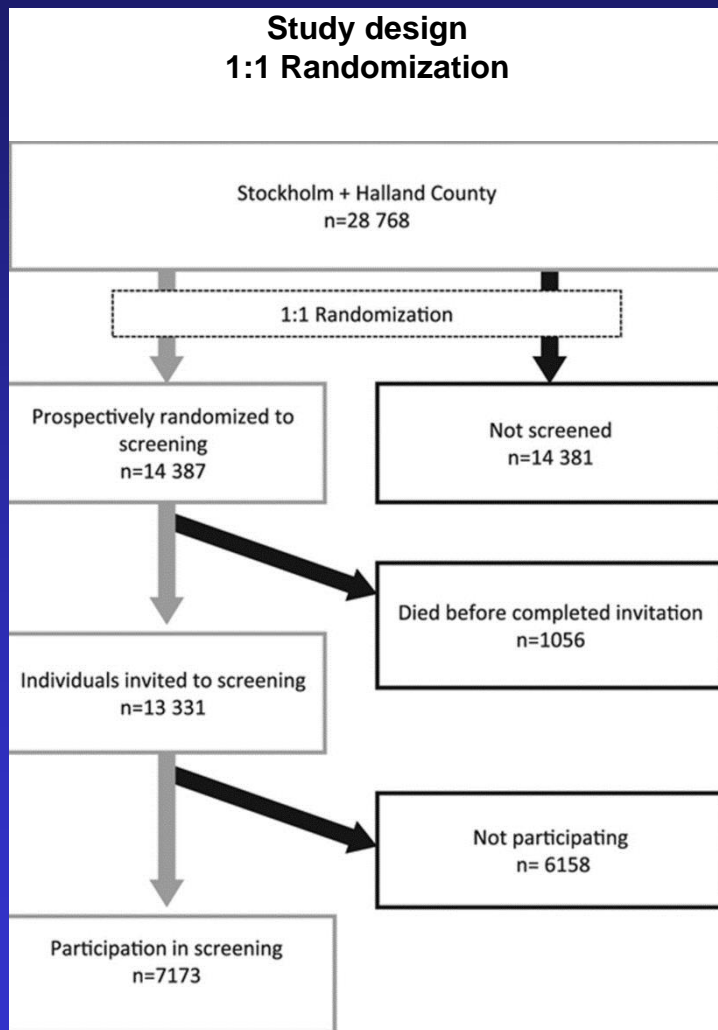 Study design
1:1 Randomization
Stockholm + Halland County
n=28 768
1:1 Randomization
Prospectively randomized to
screening
n=14 387
Not screened
n=14 381
Died before completed invitation
n=1056
Individuals invited to screening
n=13 331
Not participating
n= 6158
Participation in screening
n=7173